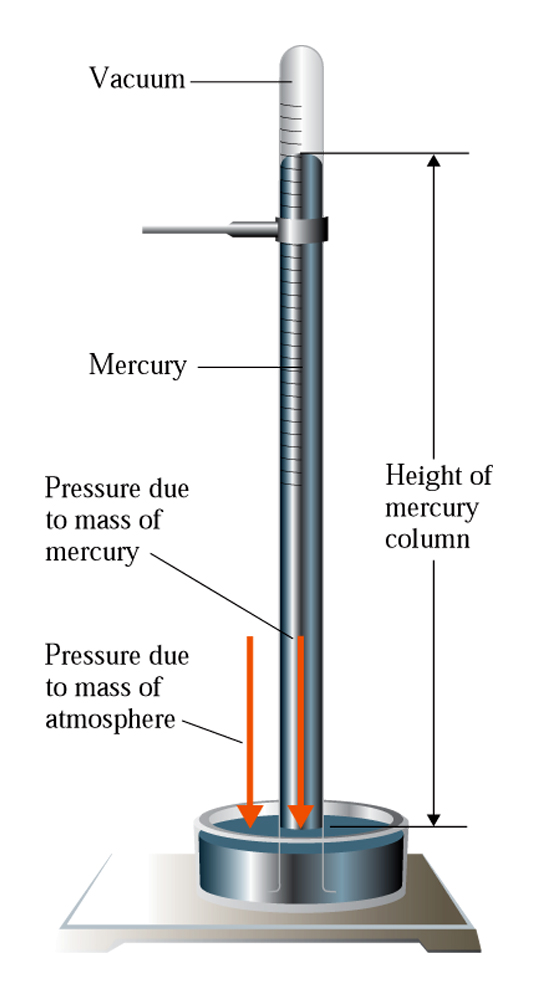 Vacuum
Mercury
Height of
mercury
column
Pressure due
to mass of
mercury
Pressure due
to mass of
atmosphere